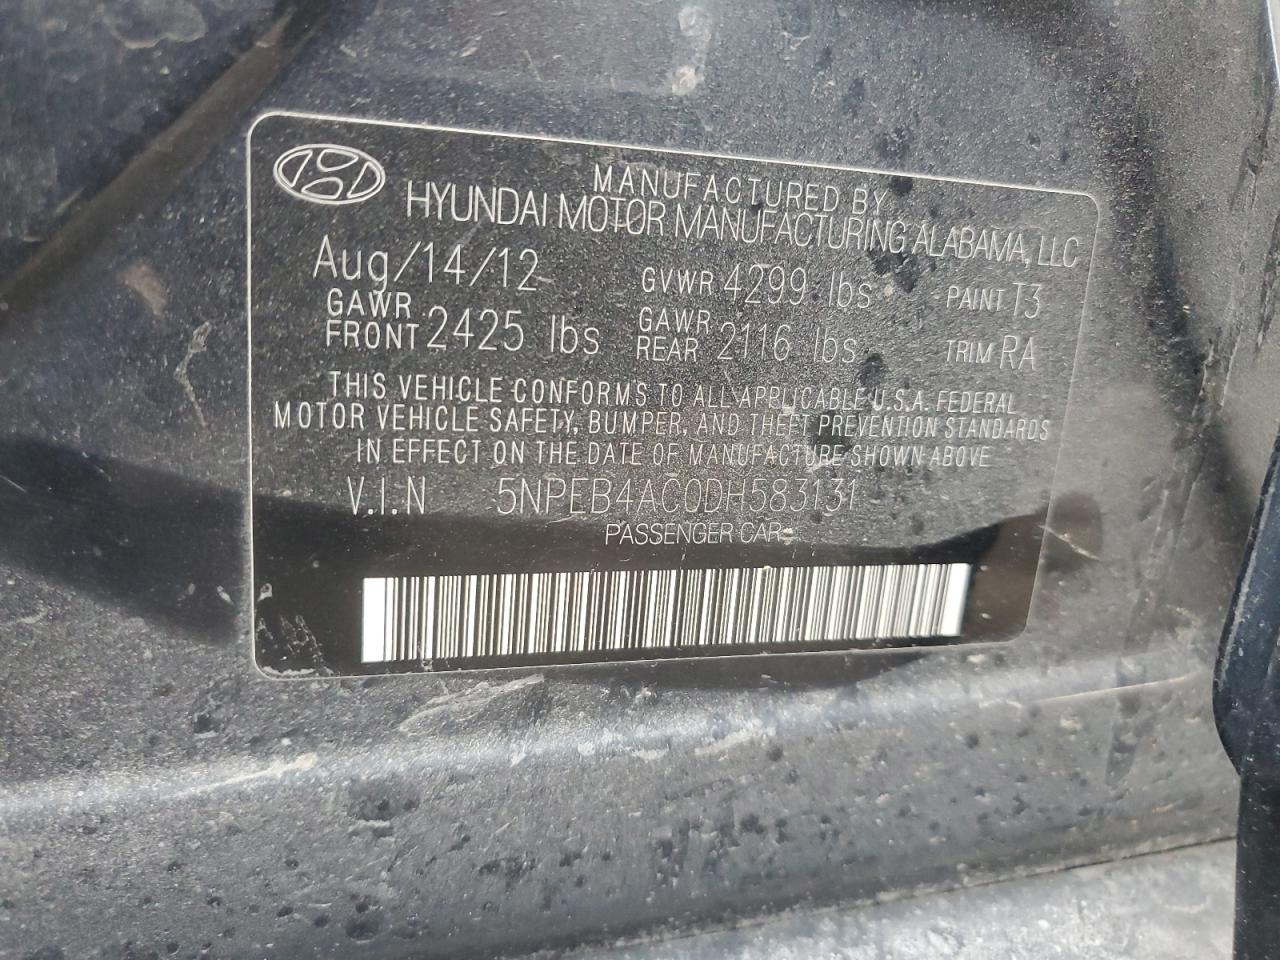 MANUFACTURED BY
HYUNDAI MOTOR MANUFACTURING ALABAMA, LLC
Aug/14/12 GVWR 4299 lbs PAINT T3
GAWR FRONT 2425 lbs GAWR REAR 2116 lbs TRIM RA
THIS VEHICLE CONFORMS TO ALL APPLICABLE U.S.A. FEDERAL
MOTOR VEHICLE SAFETY, BUMPER, AND THEFT PREVENTION STANDARDS
IN EFFECT ON THE DATE OF MANUFACTURE SHOWN ABOVE
V.I.N 5NPEB4AC0DH583131
PASSENGER CAR